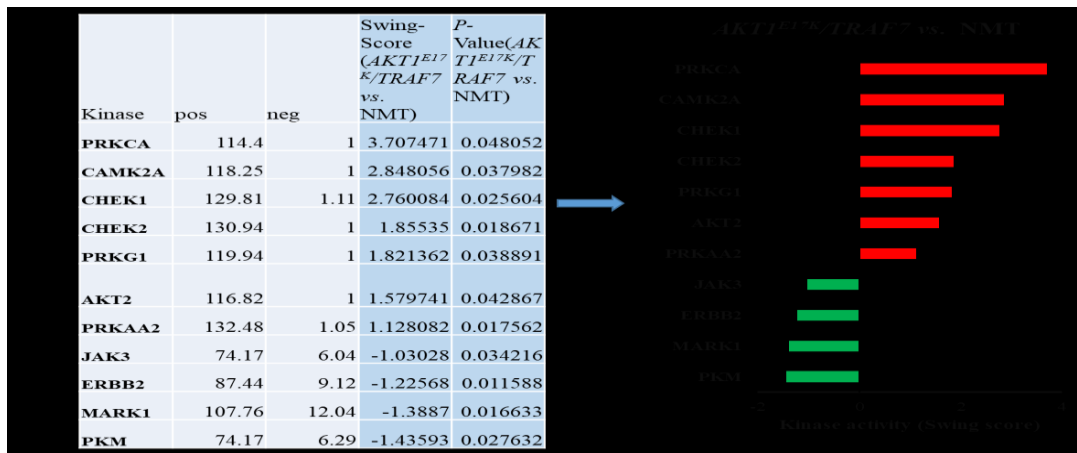 Kinase pos neg Swing-Score (AKT1E17K/TRAF7 vs. NMT) P-Value(AKT1E17K/TRAF7 vs. NMT)
PRKCA 114.4 1 3.707471 0.048052
CAMK2A 118.25 1 2.848056 0.037982
CHEK1 129.81 1.11 2.760084 0.025604
CHEK2 130.94 1 1.85535 0.018671
PRKG1 119.94 1 1.821362 0.038891
AKT2 116.82 1 1.579741 0.042867
PRKAA2 132.48 1.05 1.128082 0.017562
JAK3 74.17 6.04 -1.03028 0.034216
ERBB2 87.44 9.12 -1.22568 0.011588
MARK1 107.76 12.04 -1.3887 0.016633
PKM 74.17 6.29 -1.43593 0.027632
AKT1E17K/TRAF7 vs. NMT
PRKCA
CAMK2A
CHEK1
CHEK2
PRKG1
AKT2
PRKAA2
JAK3
ERBB2
MARK1
PKM
-2 0 2 4
Kinase activity (Swing score)